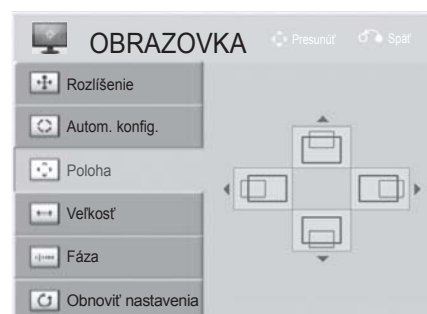 OBRAZOVKA
Presunúť
Späť
Rozlíšenie
Autom. konfig.
Poloha
Veľkosť
Fáza
Obnoviť nastavenia